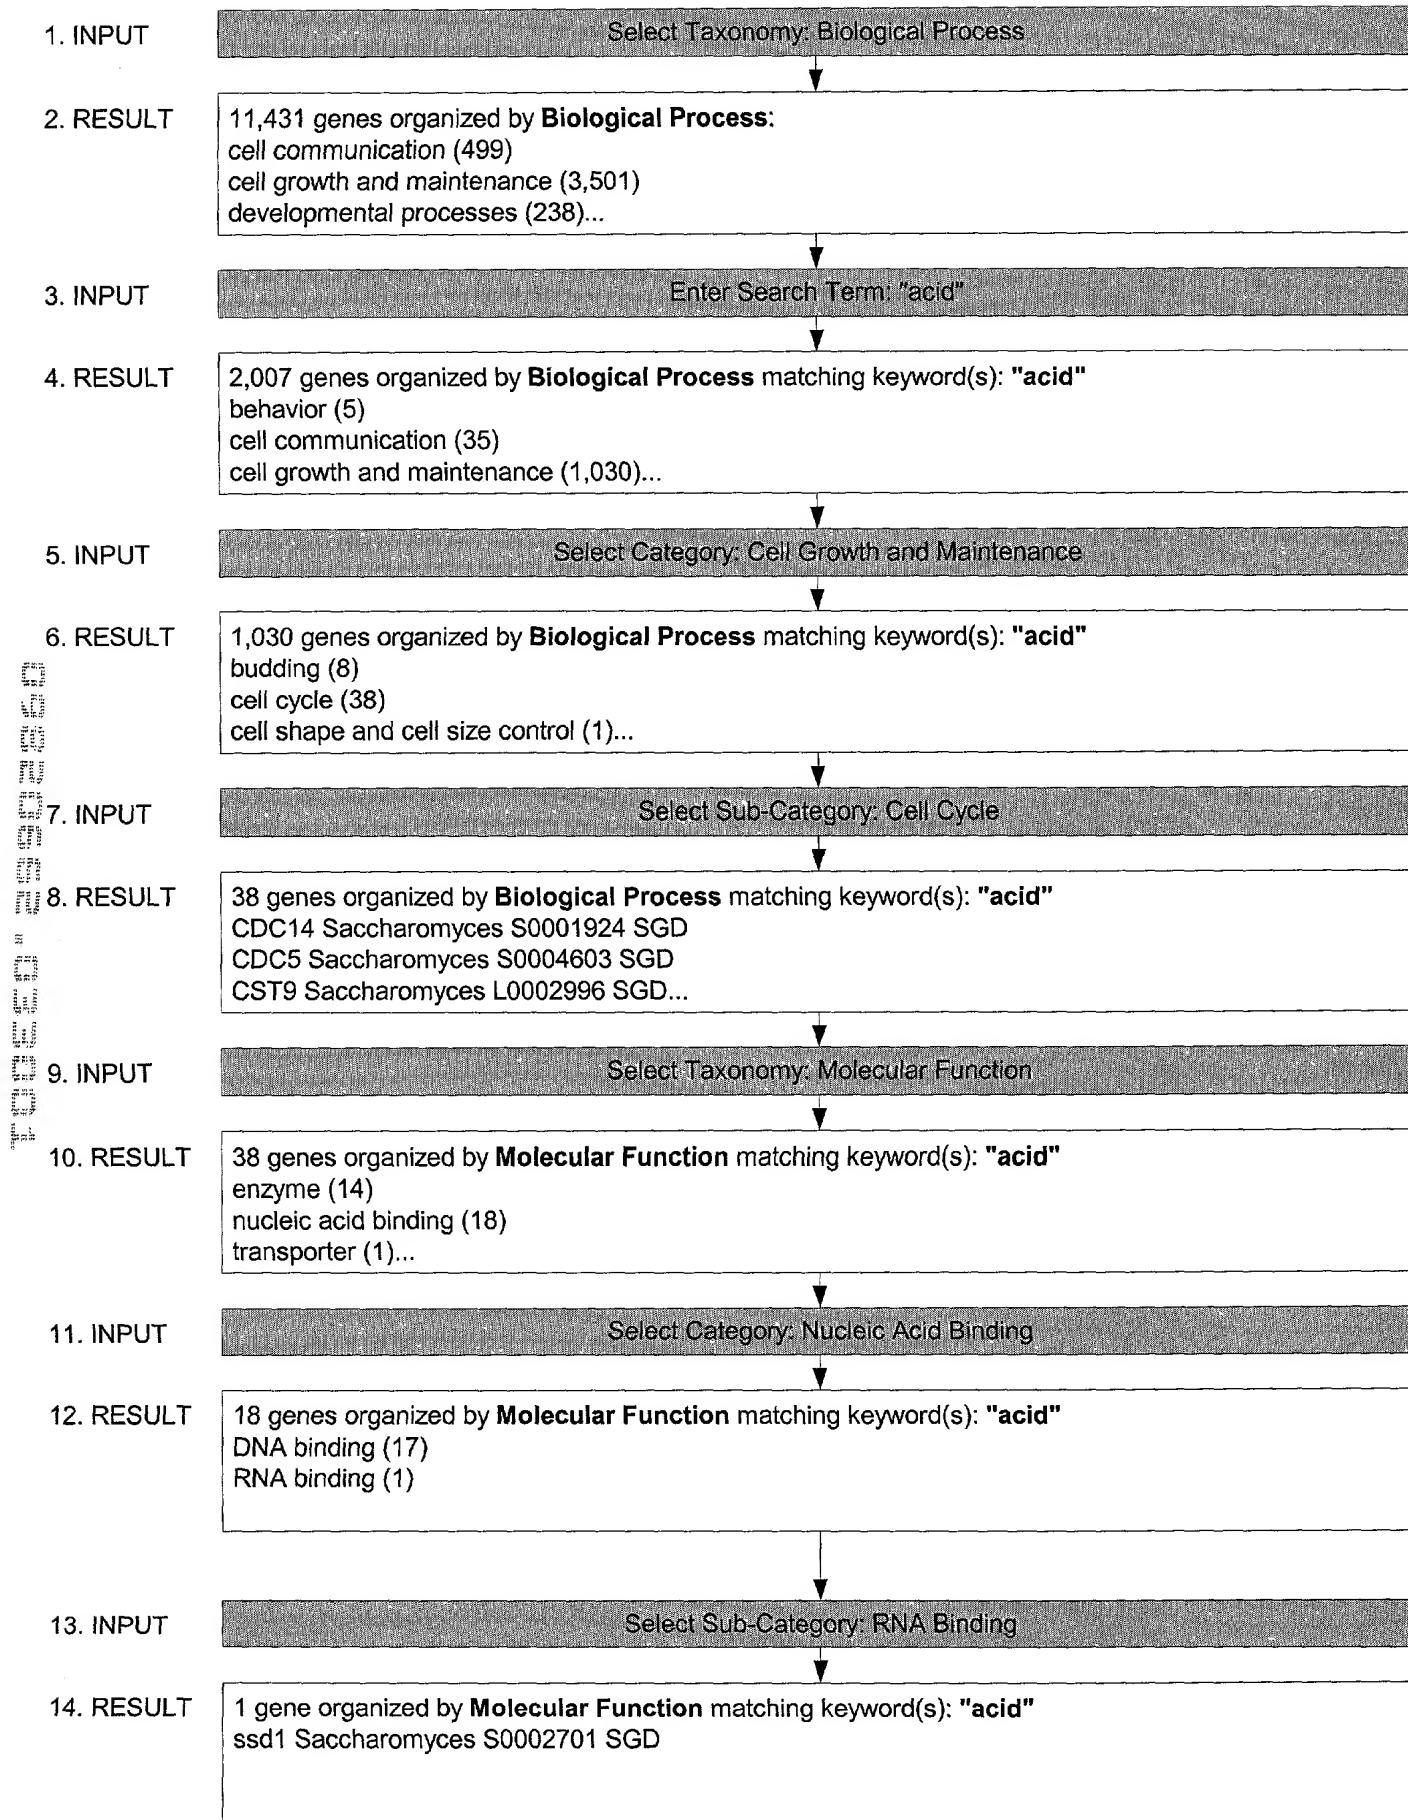 1. INPUT
Select Taxonomy: Biological Process
2. RESULT
11,431 genes organized by Biological Process:
cell communication (499)
cell growth and maintenance (3,501)
developmental processes (238)...
3. INPUT
Enter Search Term: "acid"
4. RESULT
2,007 genes organized by Biological Process matching keyword(s): "acid"
behavior (5)
cell communication (35)
cell growth and maintenance (1,030)...
5. INPUT
Select Category: Cell Growth and Maintenance
6. RESULT
1,030 genes organized by Biological Process matching keyword(s): "acid"
budding (8)
cell cycle (38)
cell shape and cell size control (1)...
7. INPUT
Select Sub-Category: Cell Cycle
8. RESULT
38 genes organized by Biological Process matching keyword(s): "acid"
CDC14 Saccharomyces S0001924 SGD
CDC5 Saccharomyces S0004603 SGD
CST9 Saccharomyces L0002996 SGD...
9. INPUT
Select Taxonomy: Molecular Function
10. RESULT
38 genes organized by Molecular Function matching keyword(s): "acid"
enzyme (14)
nucleic acid binding (18)
transporter (1)...
11. INPUT
Select Category: Nucleic Acid Binding
12. RESULT
18 genes organized by Molecular Function matching keyword(s): "acid"
DNA binding (17)
RNA binding (1)
13. INPUT
Select Sub-Category: RNA Binding
14. RESULT
1 gene organized by Molecular Function matching keyword(s): "acid"
ssd1 Saccharomyces S0002701 SGD